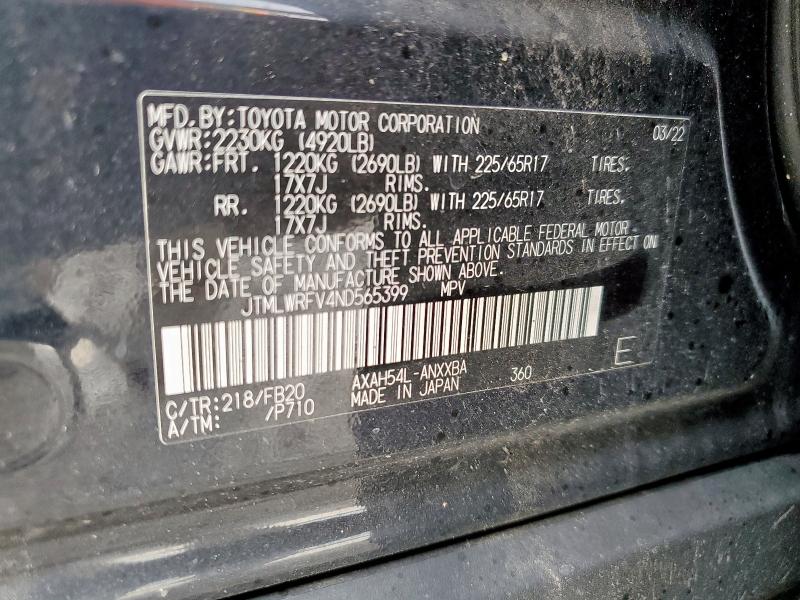 MFD. BY: TOYOTA MOTOR CORPORATION 03/22
GVWR: 2230KG (4920LB)
GAWR: FRT. 1220KG (2690LB) WITH 225/65R17 TIRES.
17X7J RIMS.
RR. 1220KG (2690LB) WITH 225/65R17 TIRES.
17X7J RIMS.
THIS VEHICLE CONFORMS TO ALL APPLICABLE FEDERAL MOTOR
VEHICLE SAFETY AND THEFT PREVENTION STANDARDS IN EFFECT ON
THE DATE OF MANUFACTURE SHOWN ABOVE.
JTMLWRFV4ND565399 MPV
C/TR: 218/FB20 AXAH54L-ANXXBA 360 E
A/TM: /P710 MADE IN JAPAN